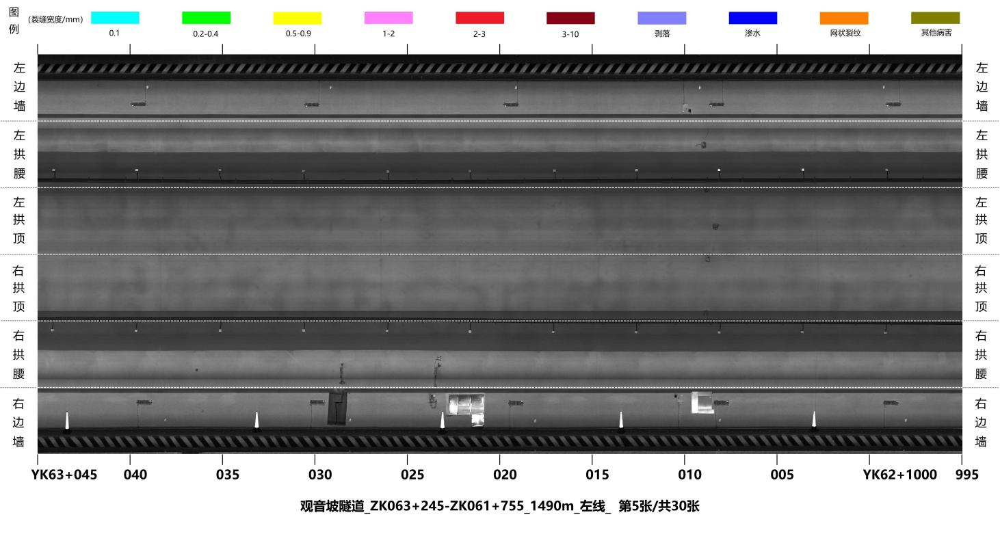 图例
(裂缝宽度/mm)
0.1
0.2-0.4
0.5-0.9
1-2
2-3
3-10
剥落
渗水
网状裂纹
其他病害
左边墙
左边墙
左拱腰
左拱腰
左拱顶
左拱顶
右拱顶
右拱顶
右拱腰
右拱腰
右边墙
右边墙
YK63+045 040 035 030 025 020 015 010 005 YK62+1000 995
观音坡隧道_ZK063+245-ZK061+755_1490m_左线_ 第5张/共30张